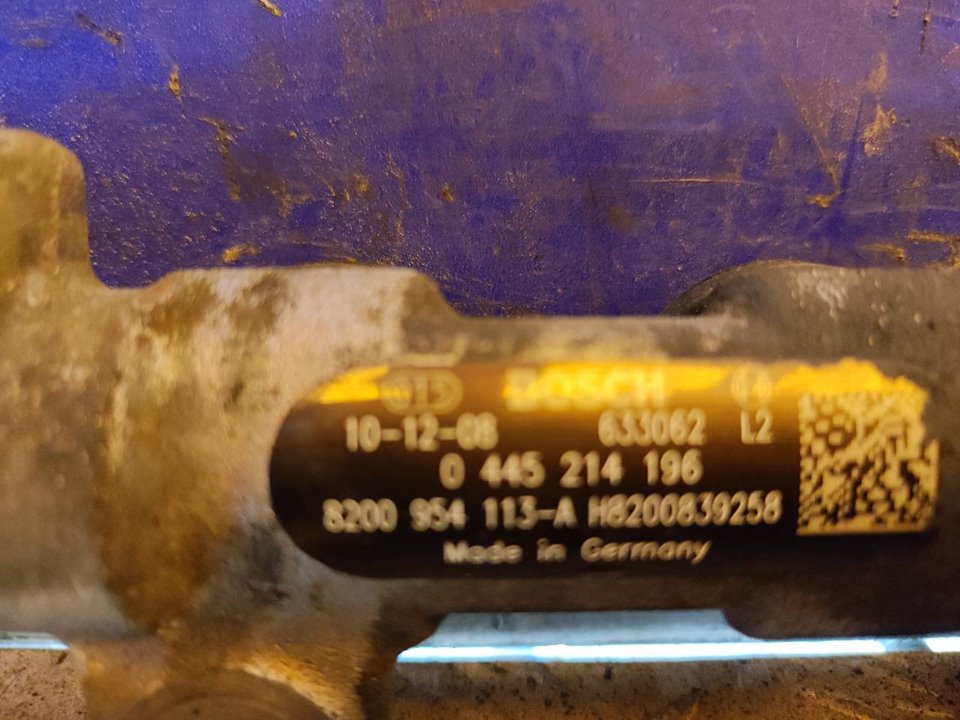 BOSCH
10-12-08 633062 L2
0 445 214 196
8200 954 113-A H8200839258
Made in Germany